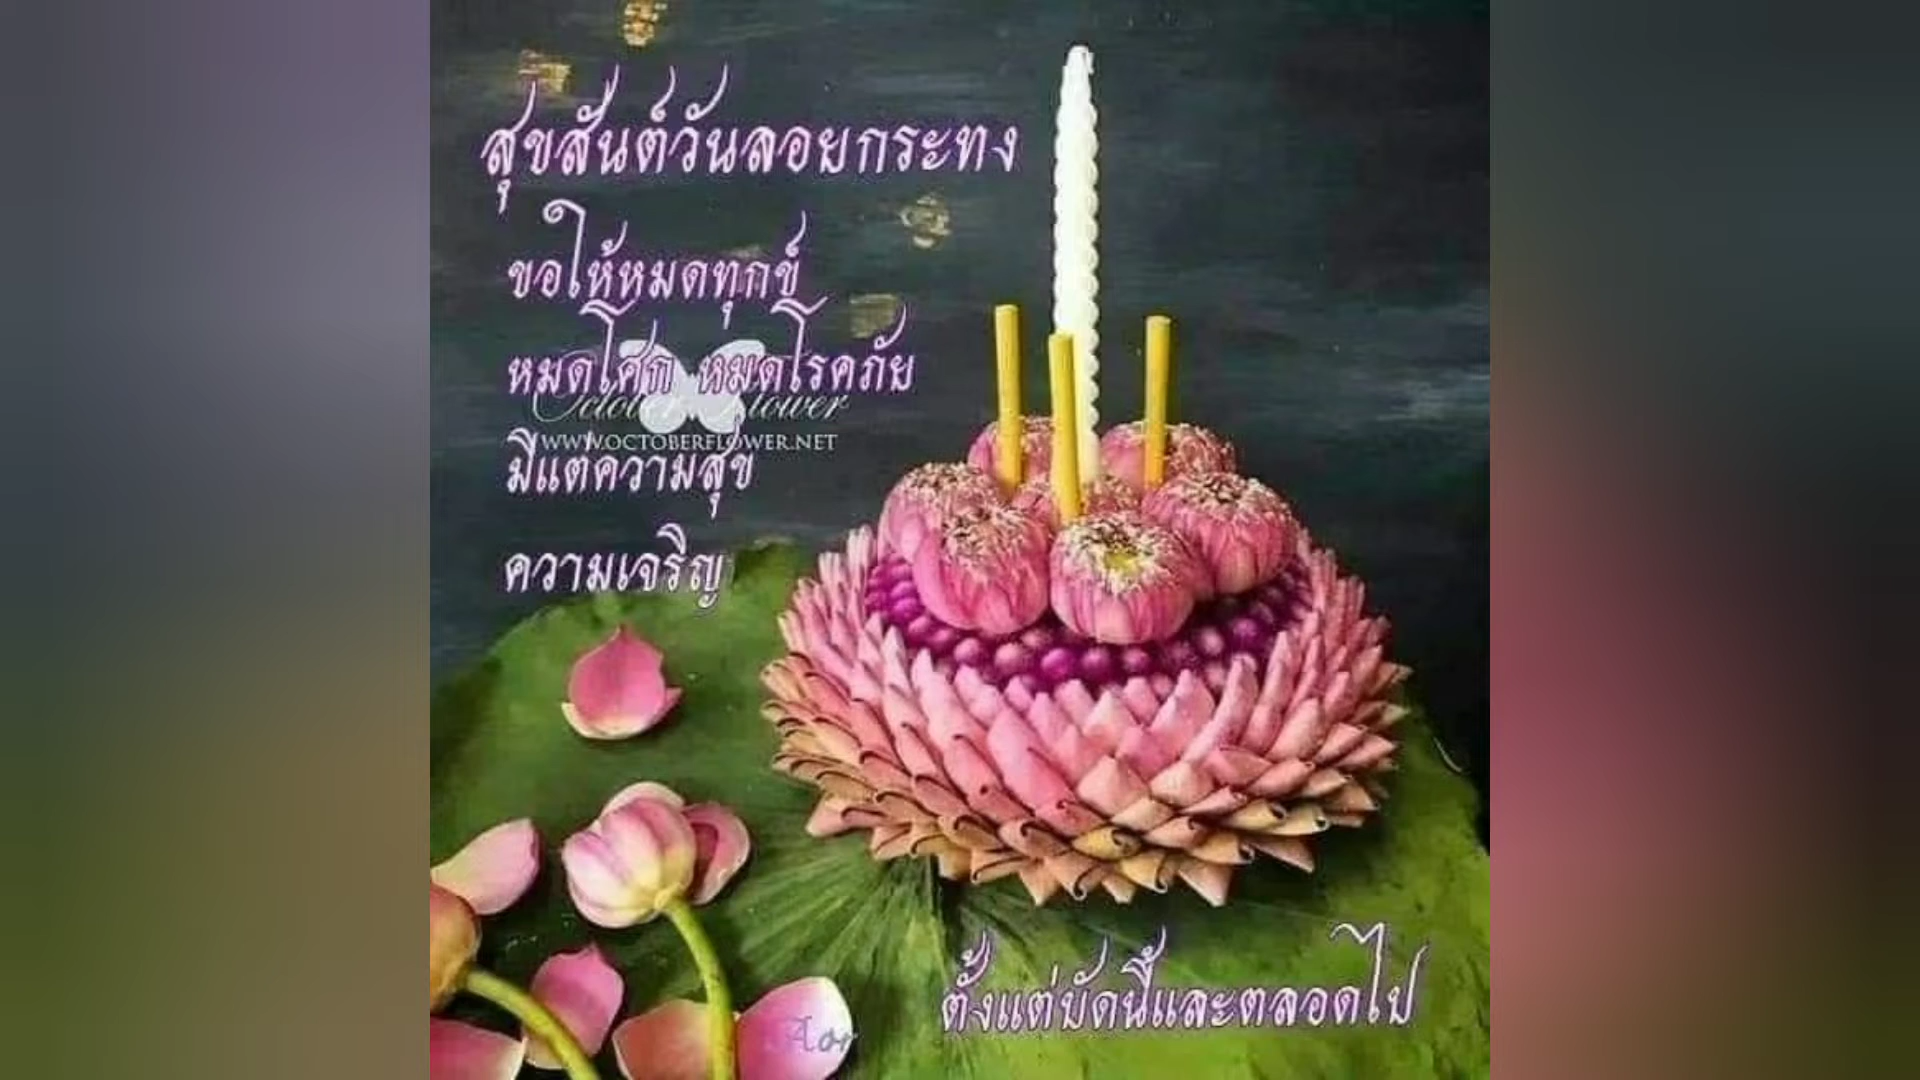 สุขสันต์วันลอยกระทง
ขอให้หมดทุกข์
หมดโศก หมดโรคภัย
October Flower
WWW.OCTOBERFLOWER.NET
มีแต่ความสุข
ความเจริญ
ตั้งแต่บัดนี้และตลอดไป
Aor